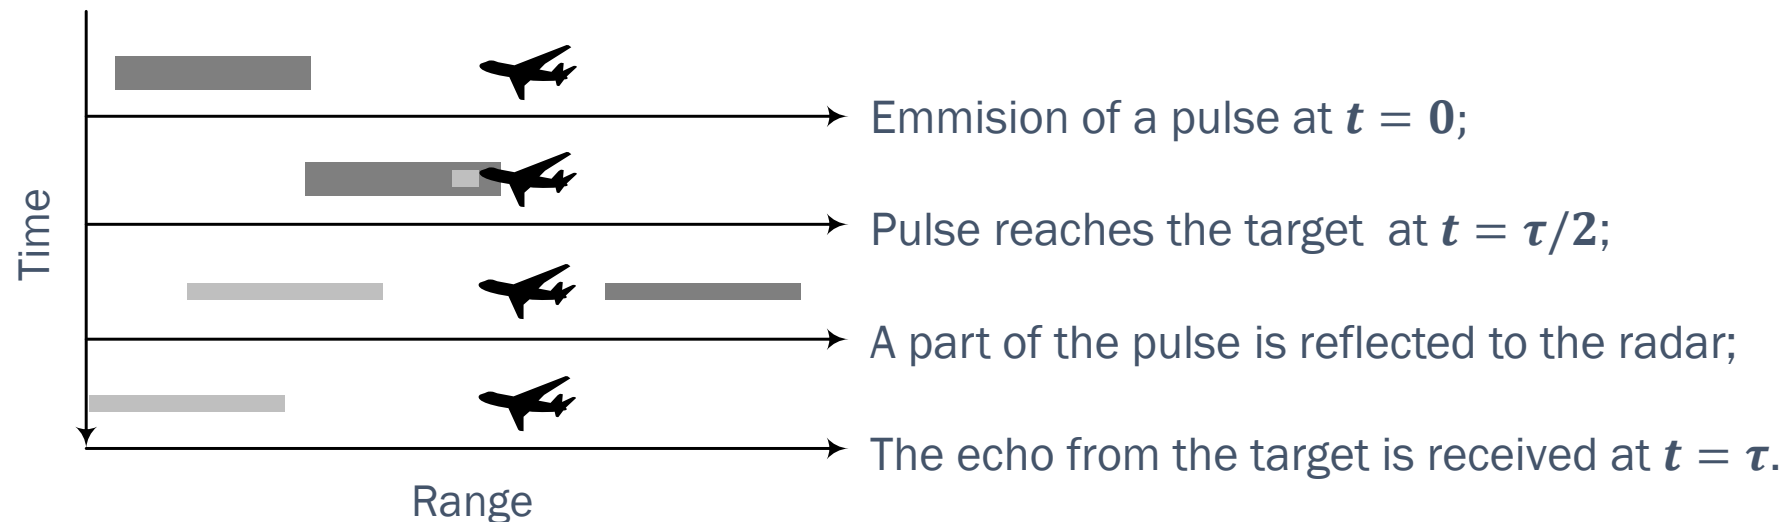 Emmision of a pulse at t = 0;
Pulse reaches the target at t = τ/2;
A part of the pulse is reflected to the radar;
The echo from the target is received at t = τ.
Time
Range